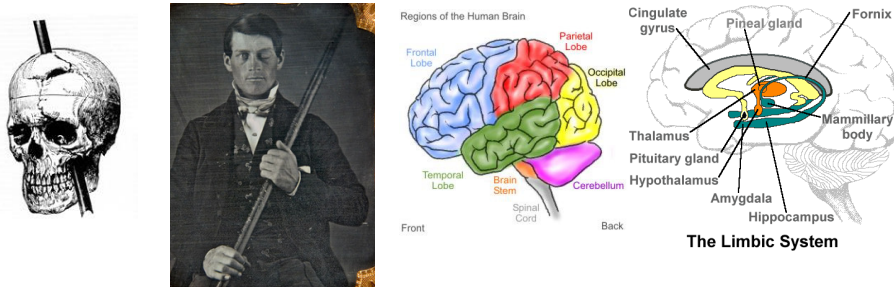 Regions of the Human Brain
Frontal
Lobe
Parietal
Lobe
Occipital
Lobe
Temporal
Lobe
Brain
Stem
Cerebellum
Spinal
Cord
Front
Back
Cingulate
gyrus
Pineal gland
Fornix
Thalamus
Mammillary
body
Pituitary gland
Hypothalamus
Amygdala
Hippocampus
The Limbic System